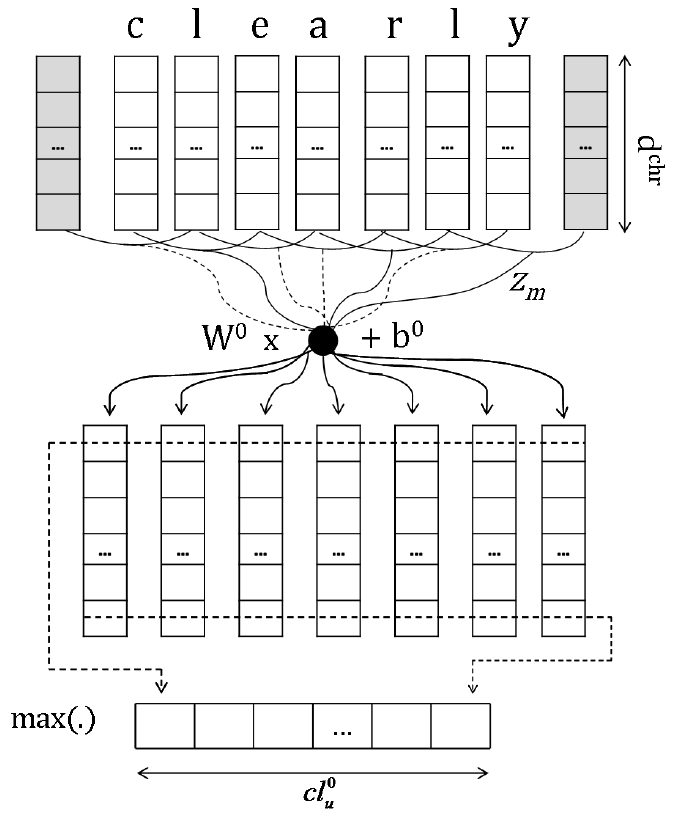 c l e a r l y
... ... ... ... ... ... ... ... ...
d^chr
z_m
W^0 x + b^0
... ... ... ... ... ... ...
max(.)
...
cl_u^0